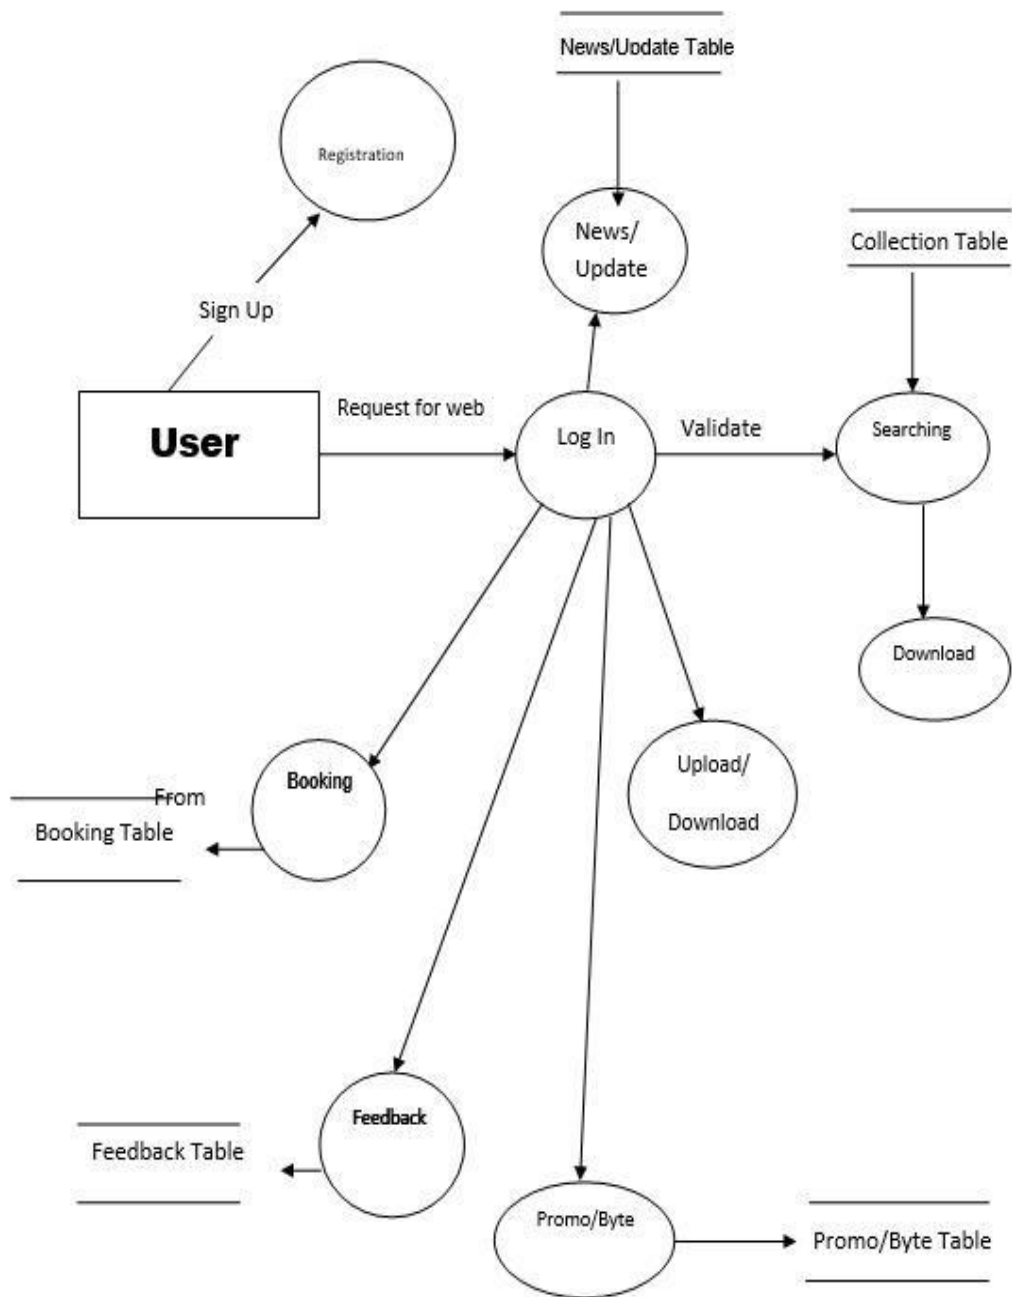 News/Update Table
Registration
News/
Update
Collection Table
Sign Up
Request for web
User
Log In
Validate
Searching
Download
Upload/
Download
Booking
From
Booking Table
Feedback
Feedback Table
Promo/Byte
Promo/Byte Table